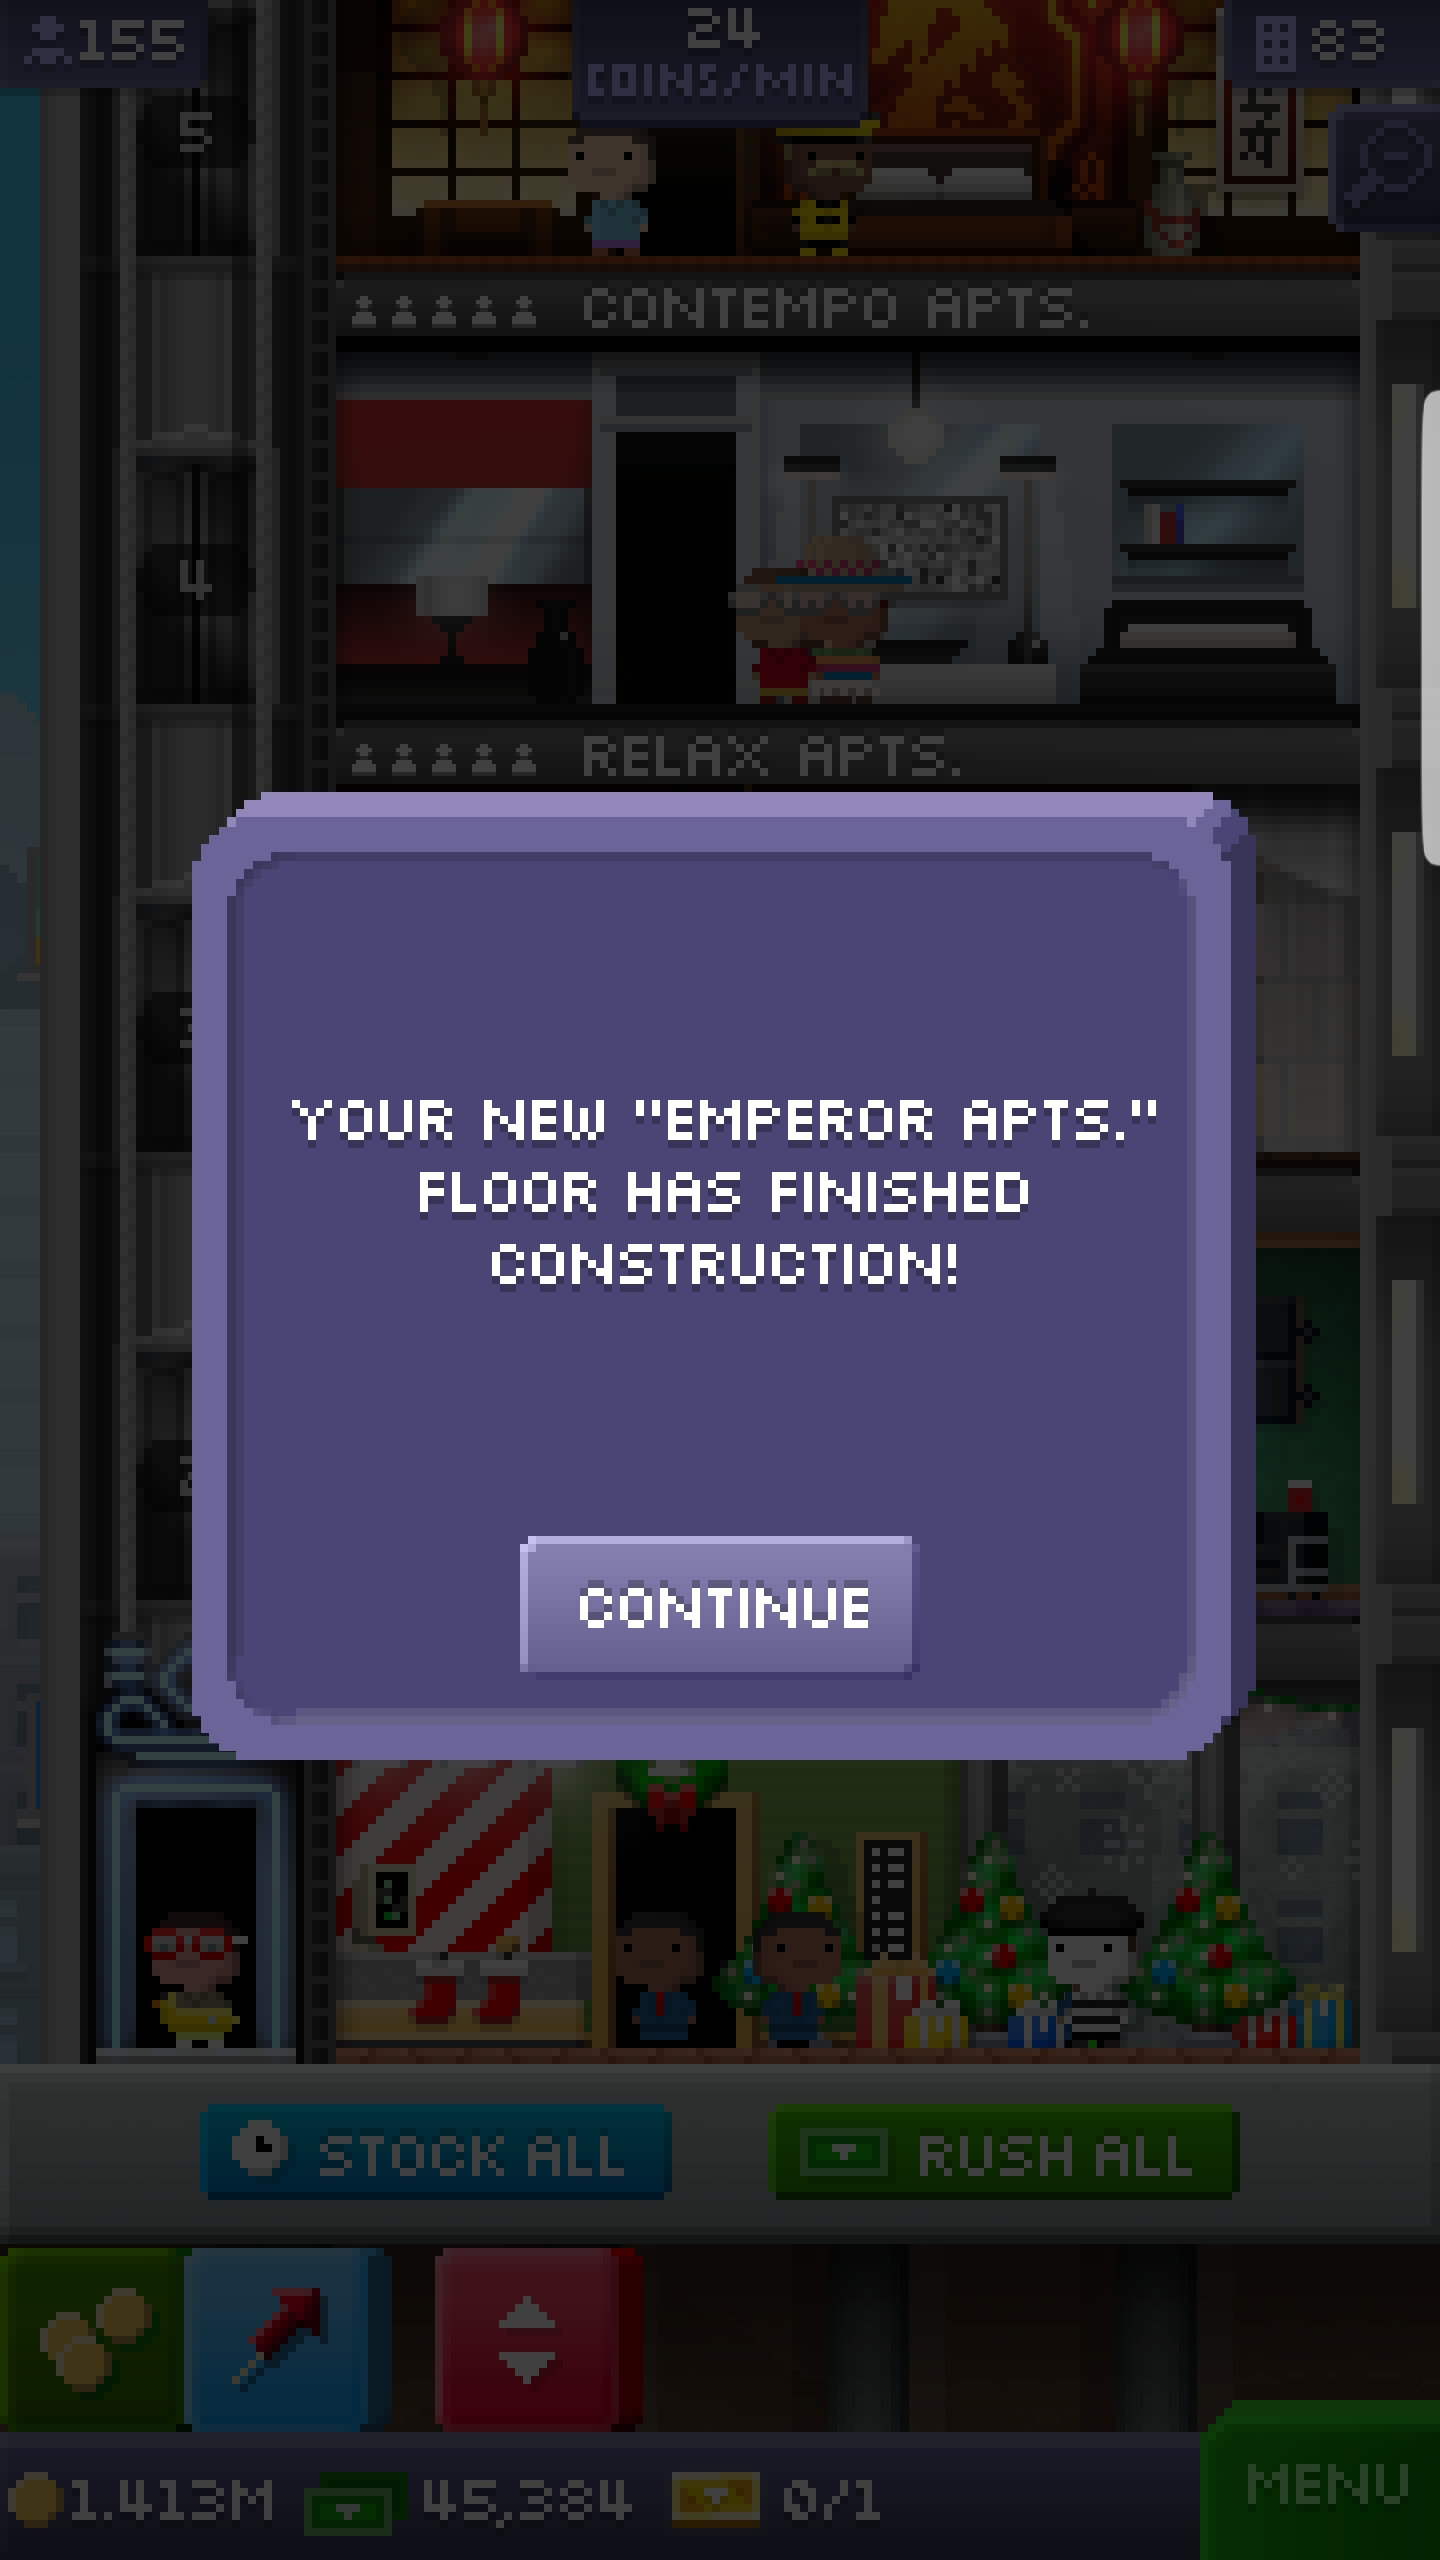 155
24
COINS/MIN
83
5
CONTEMPO APTS.
4
RELAX APTS.
YOUR NEW "EMPEROR APTS."
FLOOR HAS FINISHED
CONSTRUCTION!
CONTINUE
STOCK ALL
RUSH ALL
1.413M
45,384
0/1
MENU